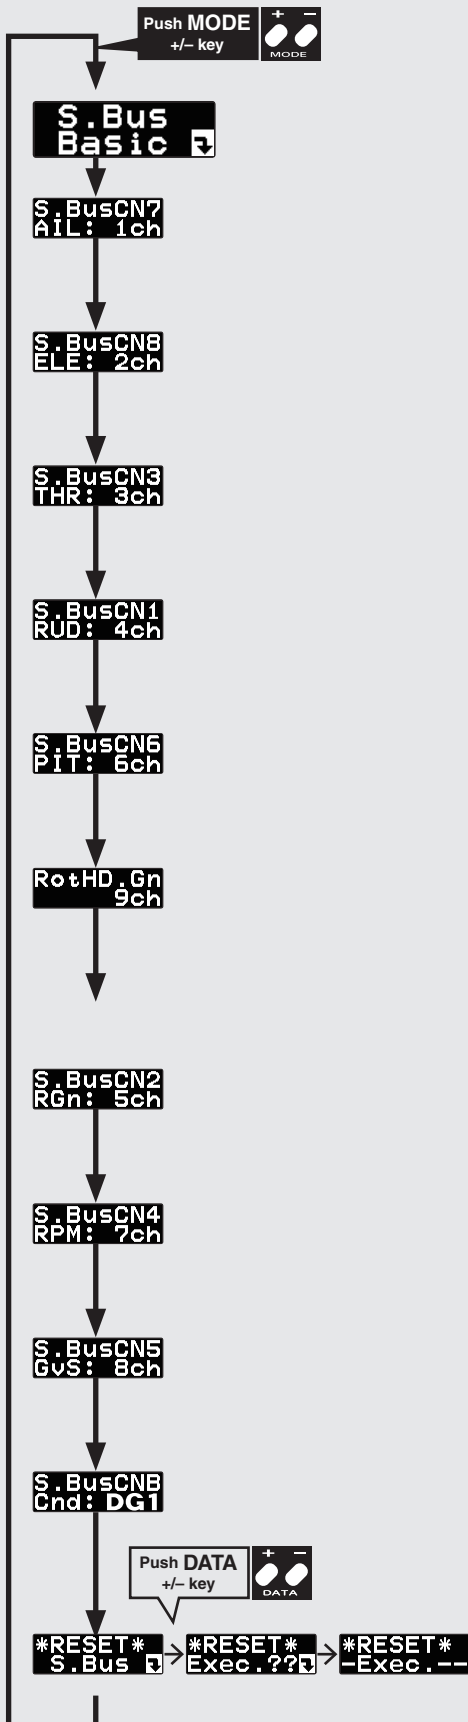 Push MODE
+/– key
+ –
MODE
S.Bus
Basic
S.BusCN7
AIL: 1ch
S.BusCN8
ELE: 2ch
S.BusCN3
THR: 3ch
S.BusCN1
RUD: 4ch
S.BusCN6
PIT: 6ch
RotHD.Gn
9ch
S.BusCN2
RGn: 5ch
S.BusCN4
RPM: 7ch
S.BusCN5
GvS: 8ch
S.BusCNB
Cnd: DG1
Push DATA
+/– key
+ –
DATA
*RESET*
S.Bus
*RESET*
Exec.??
*RESET*
-Exec.--